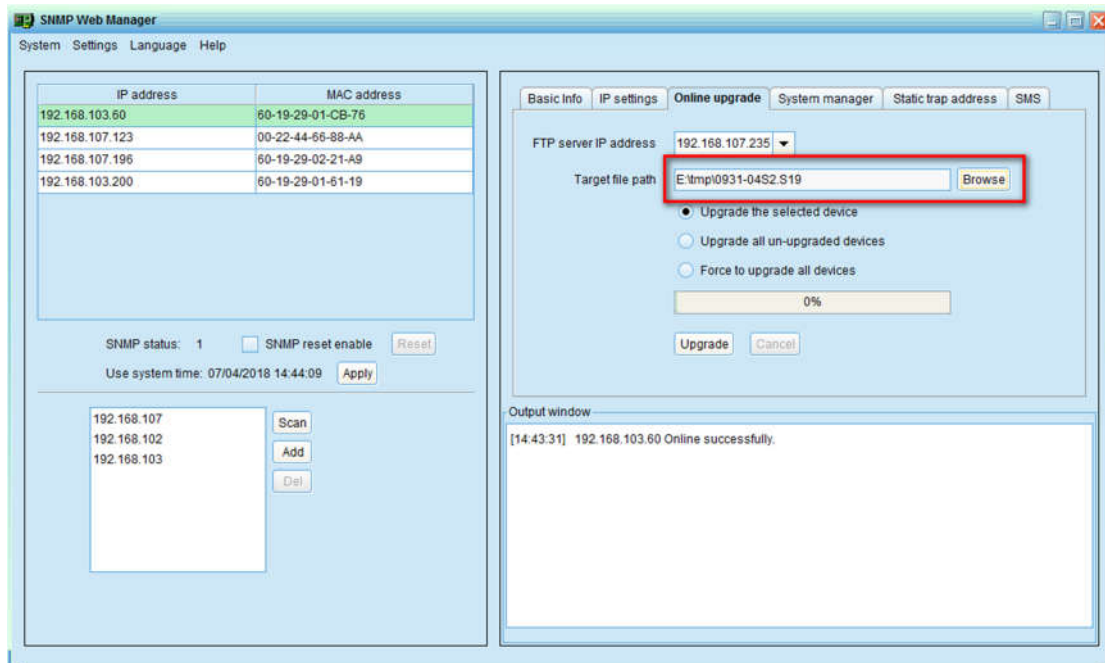 SNMP Web Manager
System Settings Language Help
IP address MAC address
192.168.103.60 60-19-29-01-CB-76
192.168.107.123 00-22-44-66-88-AA
192.168.107.196 60-19-29-02-21-A9
192.168.103.200 60-19-29-01-61-19
SNMP status: 1 SNMP reset enable Reset
Use system time: 07/04/2018 14:44:09 Apply
192.168.107
192.168.102
192.168.103
Scan
Add
Del
Basic Info IP settings Online upgrade System manager Static trap address SMS
FTP server IP address 192.168.107.235
Target file path E:\tmp\0931-04S2.S19 Browse
Upgrade the selected device
Upgrade all un-upgraded devices
Force to upgrade all devices
0%
Upgrade Cancel
Output window
[14:43:31] 192.168.103.60 Online successfully.